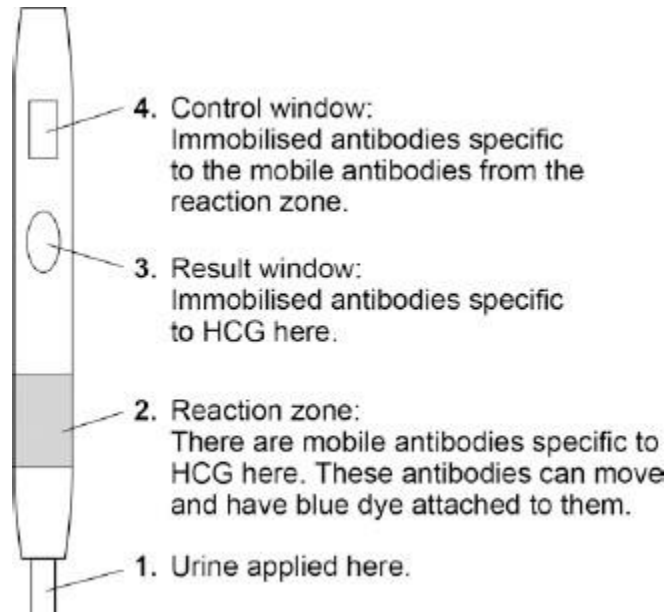 4. Control window:
Immobilised antibodies specific
to the mobile antibodies from the
reaction zone.
3. Result window:
Immobilised antibodies specific
to HCG here.
2. Reaction zone:
There are mobile antibodies specific to
HCG here. These antibodies can move
and have blue dye attached to them.
1. Urine applied here.